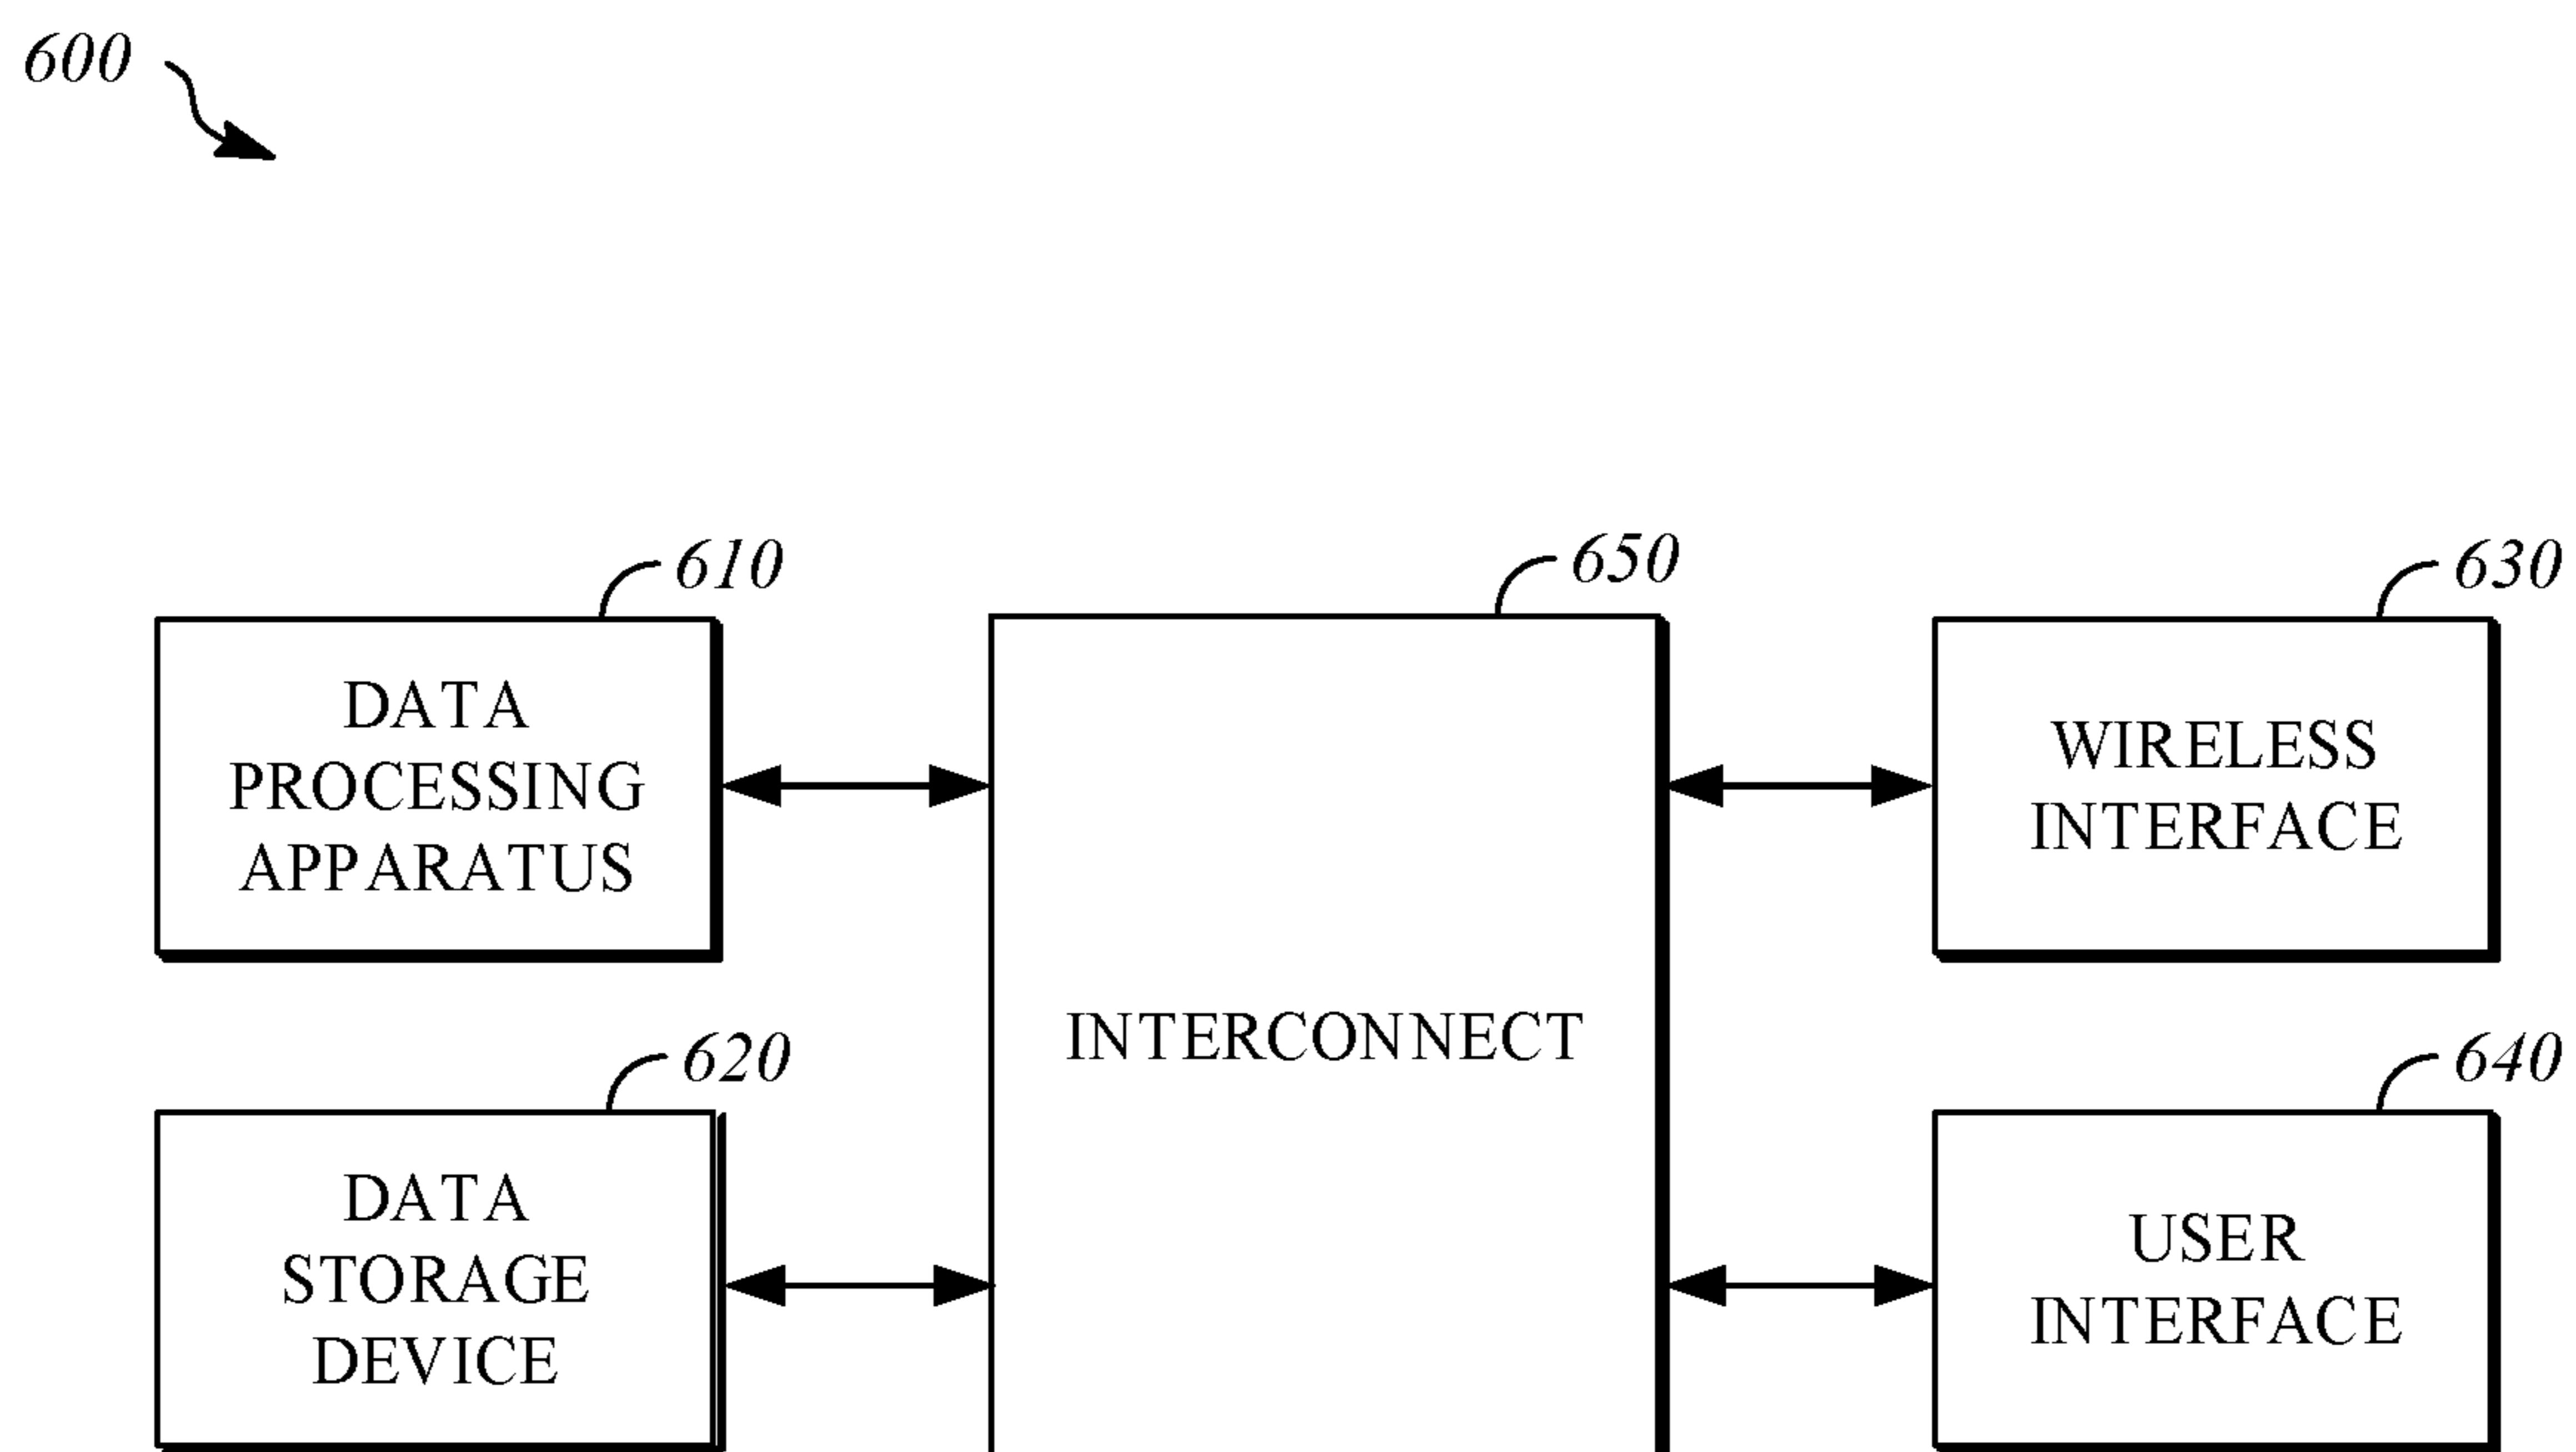 600
610
DATA
PROCESSING
APPARATUS
650
INTERCONNECT
630
WIRELESS
INTERFACE
620
DATA
STORAGE
DEVICE
640
USER
INTERFACE